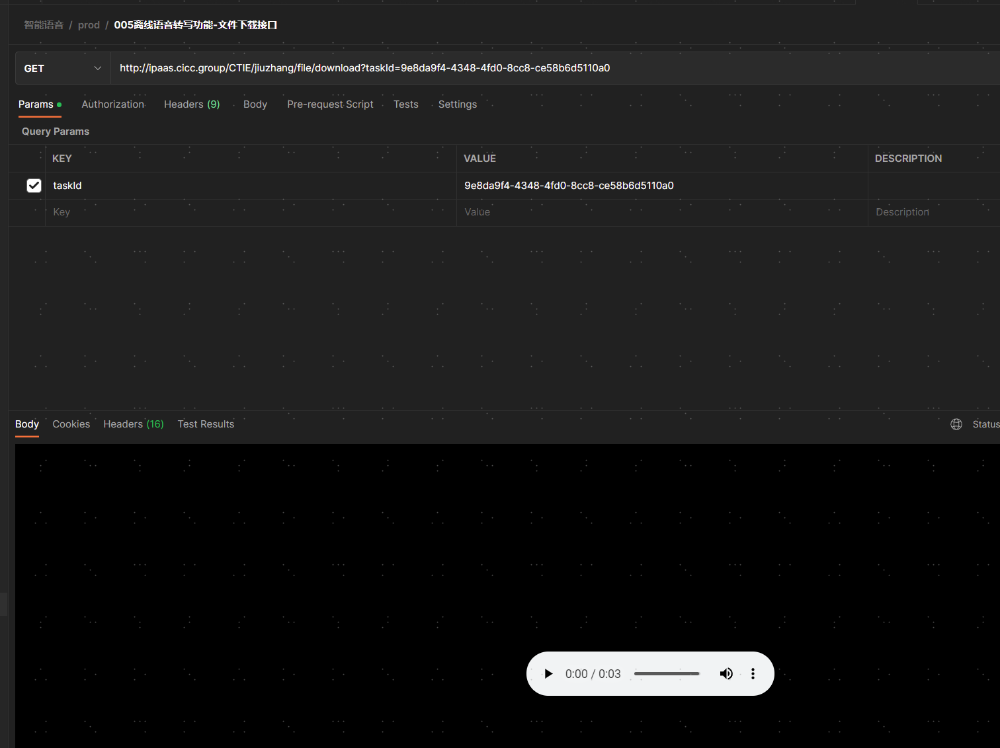 智能语音 / prod / 005离线语音转写功能-文件下载接口
GET http://ipaas.cicc.group/CTIE/jiuzhang/file/download?taskId=9e8da9f4-4348-4fd0-8cc8-ce58b6d5110a0
Params Authorization Headers (9) Body Pre-request Script Tests Settings
Query Params
KEY VALUE DESCRIPTION
taskId 9e8da9f4-4348-4fd0-8cc8-ce58b6d5110a0
Key Value Description
Body Cookies Headers (16) Test Results Status
0:00 / 0:03